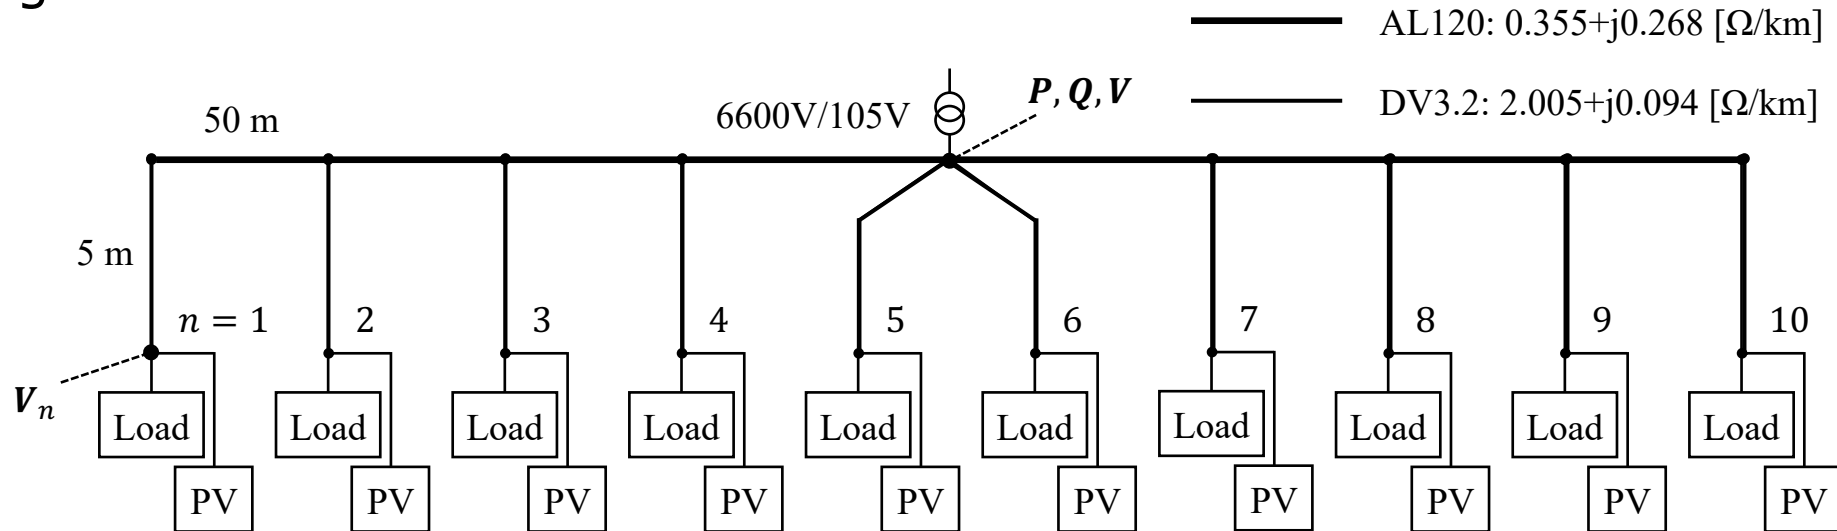 AL120: 0.355+j0.268 [Ω/km]
DV3.2: 2.005+j0.094 [Ω/km]
6600V/105V
P, Q, V
50 m
5 m
n = 1
2
3
4
5
6
7
8
9
10
Vn
Load
Load
Load
Load
Load
Load
Load
Load
Load
Load
PV
PV
PV
PV
PV
PV
PV
PV
PV
PV